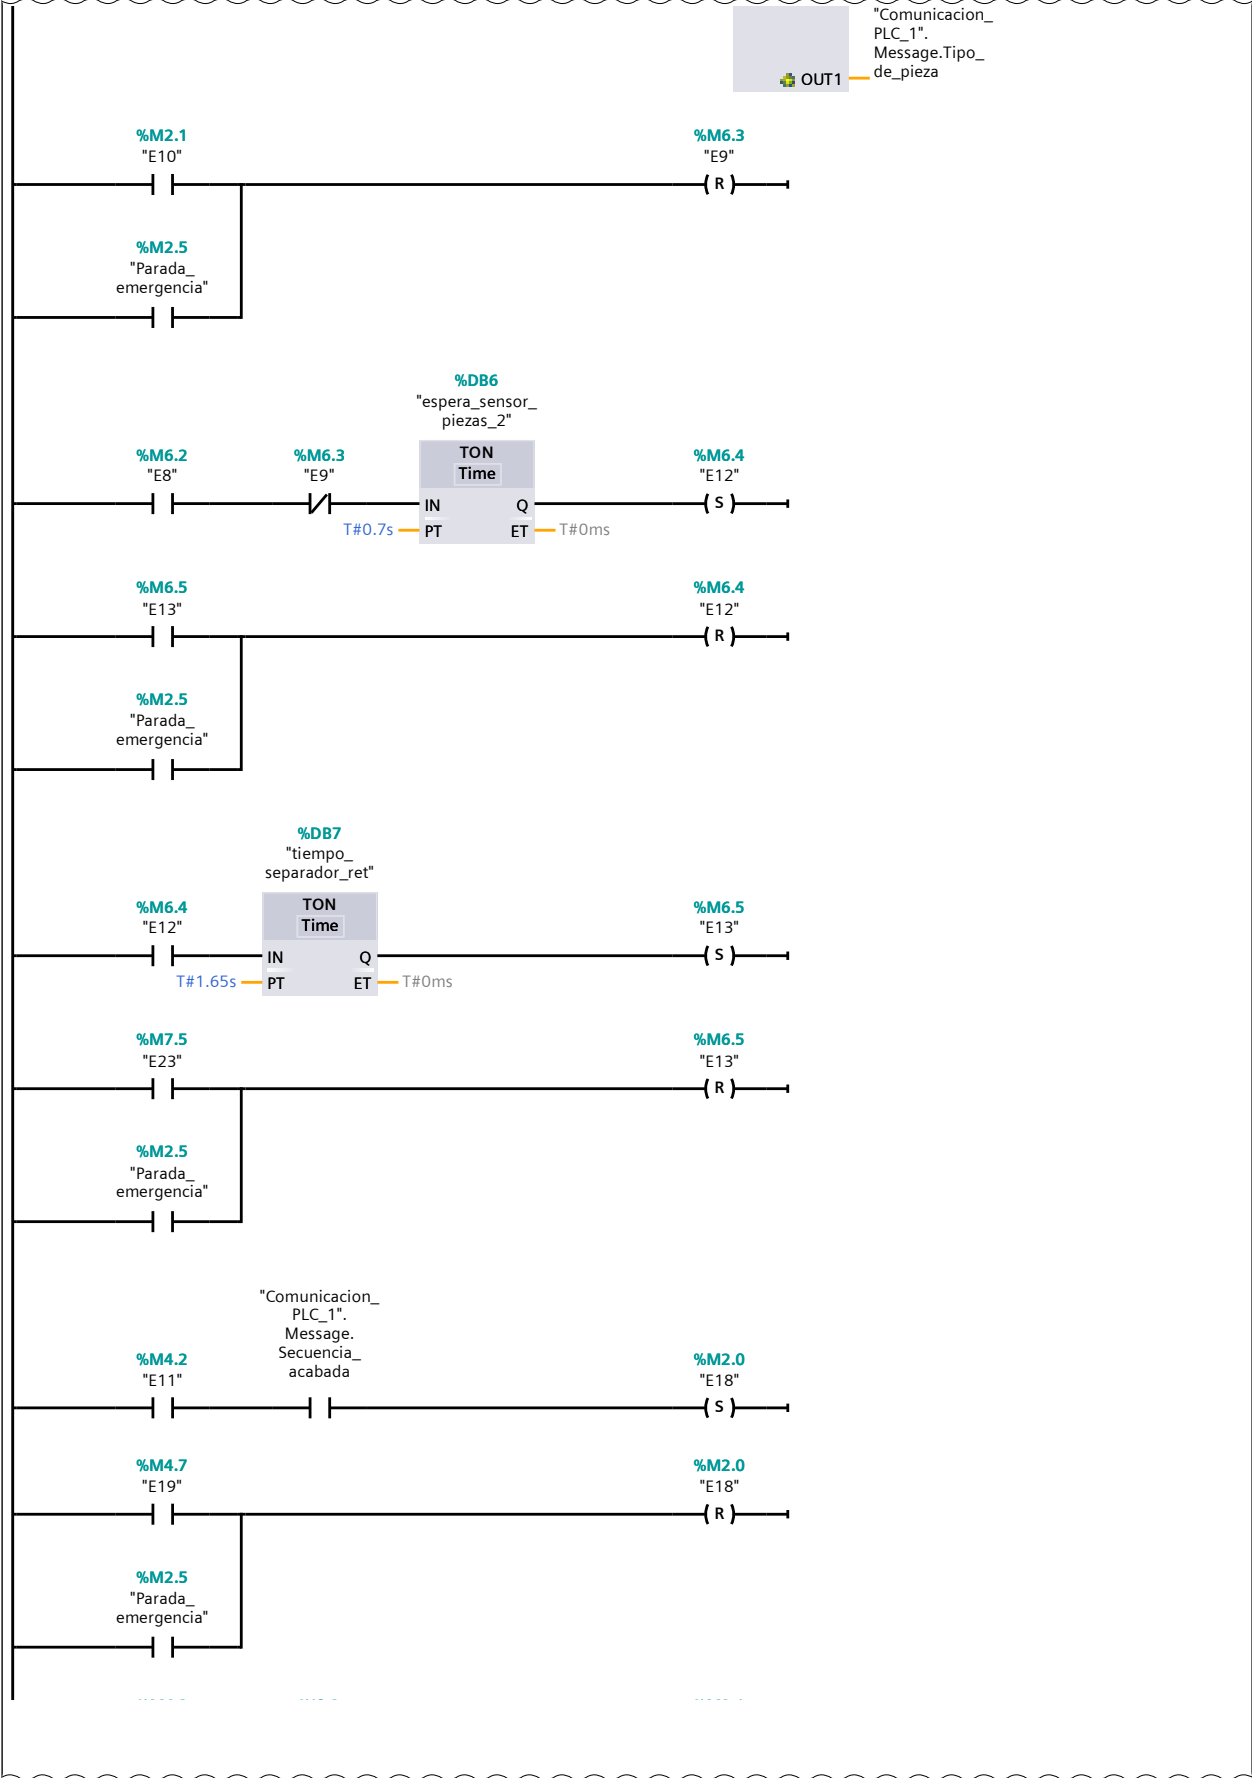 "Comunicacion_
PLC_1".
Message.Tipo_
de_pieza
OUT1
%M2.1
"E10"
%M6.3
"E9"
R
%M2.5
"Parada_
emergencia"
%DB6
"espera_sensor_
piezas_2"
%M6.2
"E8"
%M6.3
"E9"
TON
Time
%M6.4
"E12"
IN
Q
S
T#0.7s
PT
ET
T#0ms
%M6.5
"E13"
%M6.4
"E12"
R
%M2.5
"Parada_
emergencia"
%DB7
"tiempo_
separador_ret"
%M6.4
"E12"
TON
Time
%M6.5
"E13"
IN
Q
S
T#1.65s
PT
ET
T#0ms
%M7.5
"E23"
%M6.5
"E13"
R
%M2.5
"Parada_
emergencia"
"Comunicacion_
PLC_1".
Message.
Secuencia_
acabada
%M4.2
"E11"
%M2.0
"E18"
S
%M4.7
"E19"
%M2.0
"E18"
R
%M2.5
"Parada_
emergencia"